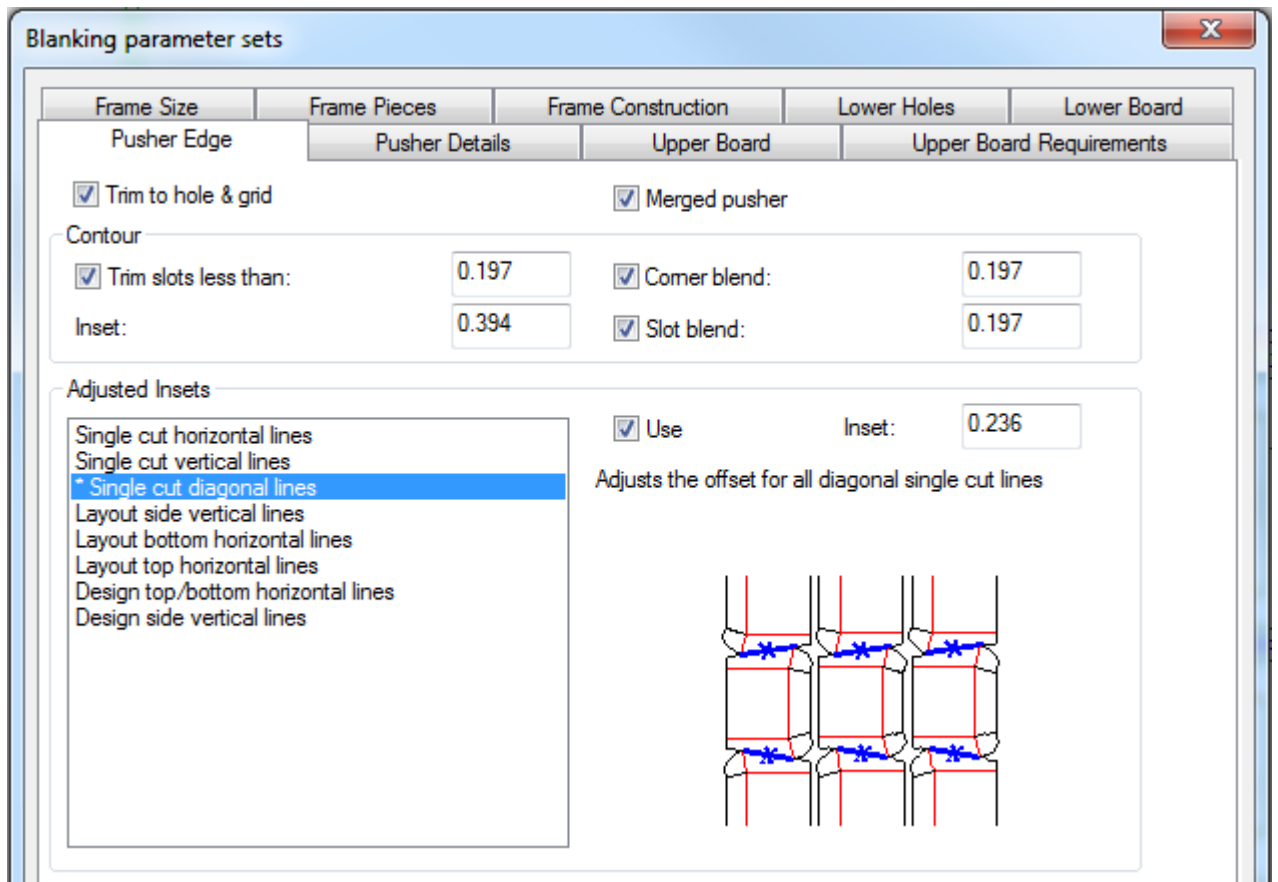 Blanking parameter sets
Frame Size
Frame Pieces
Frame Construction
Lower Holes
Lower Board
Pusher Edge
Pusher Details
Upper Board
Upper Board Requirements
Trim to hole & grid
Merged pusher
Contour
Trim slots less than: 0.197
Corner blend: 0.197
Inset: 0.394
Slot blend: 0.197
Adjusted Insets
Single cut horizontal lines
Single cut vertical lines
* Single cut diagonal lines
Layout side vertical lines
Layout bottom horizontal lines
Layout top horizontal lines
Design top/bottom horizontal lines
Design side vertical lines
Use
Inset: 0.236
Adjusts the offset for all diagonal single cut lines